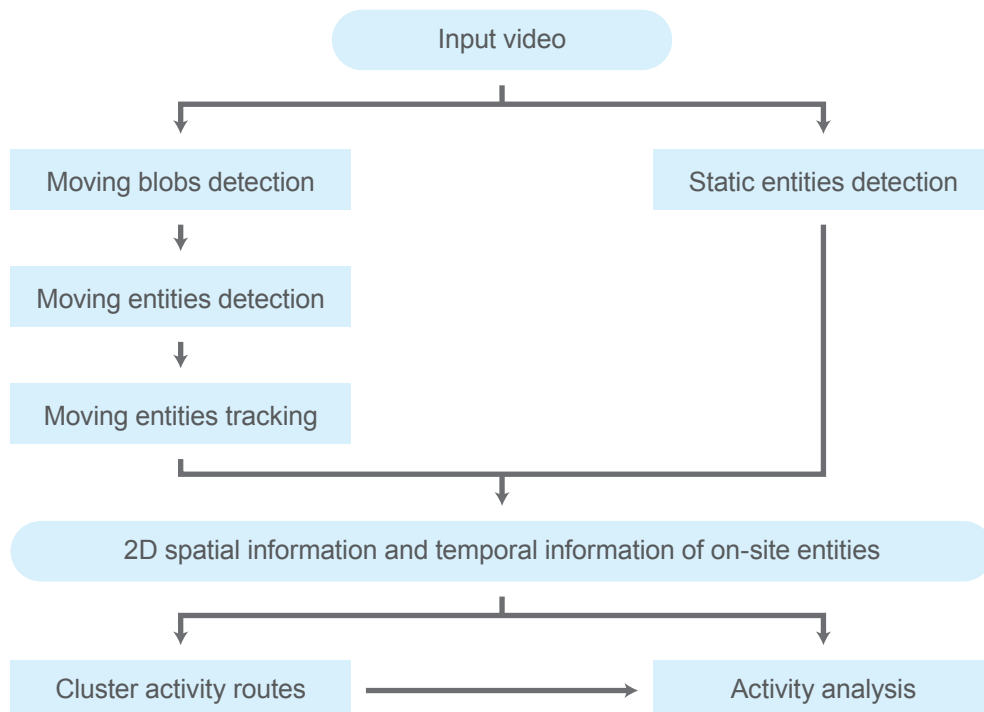 Input video
Moving blobs detection
Static entities detection
Moving entities detection
Moving entities tracking
2D spatial information and temporal information of on-site entities
Cluster activity routes
Activity analysis